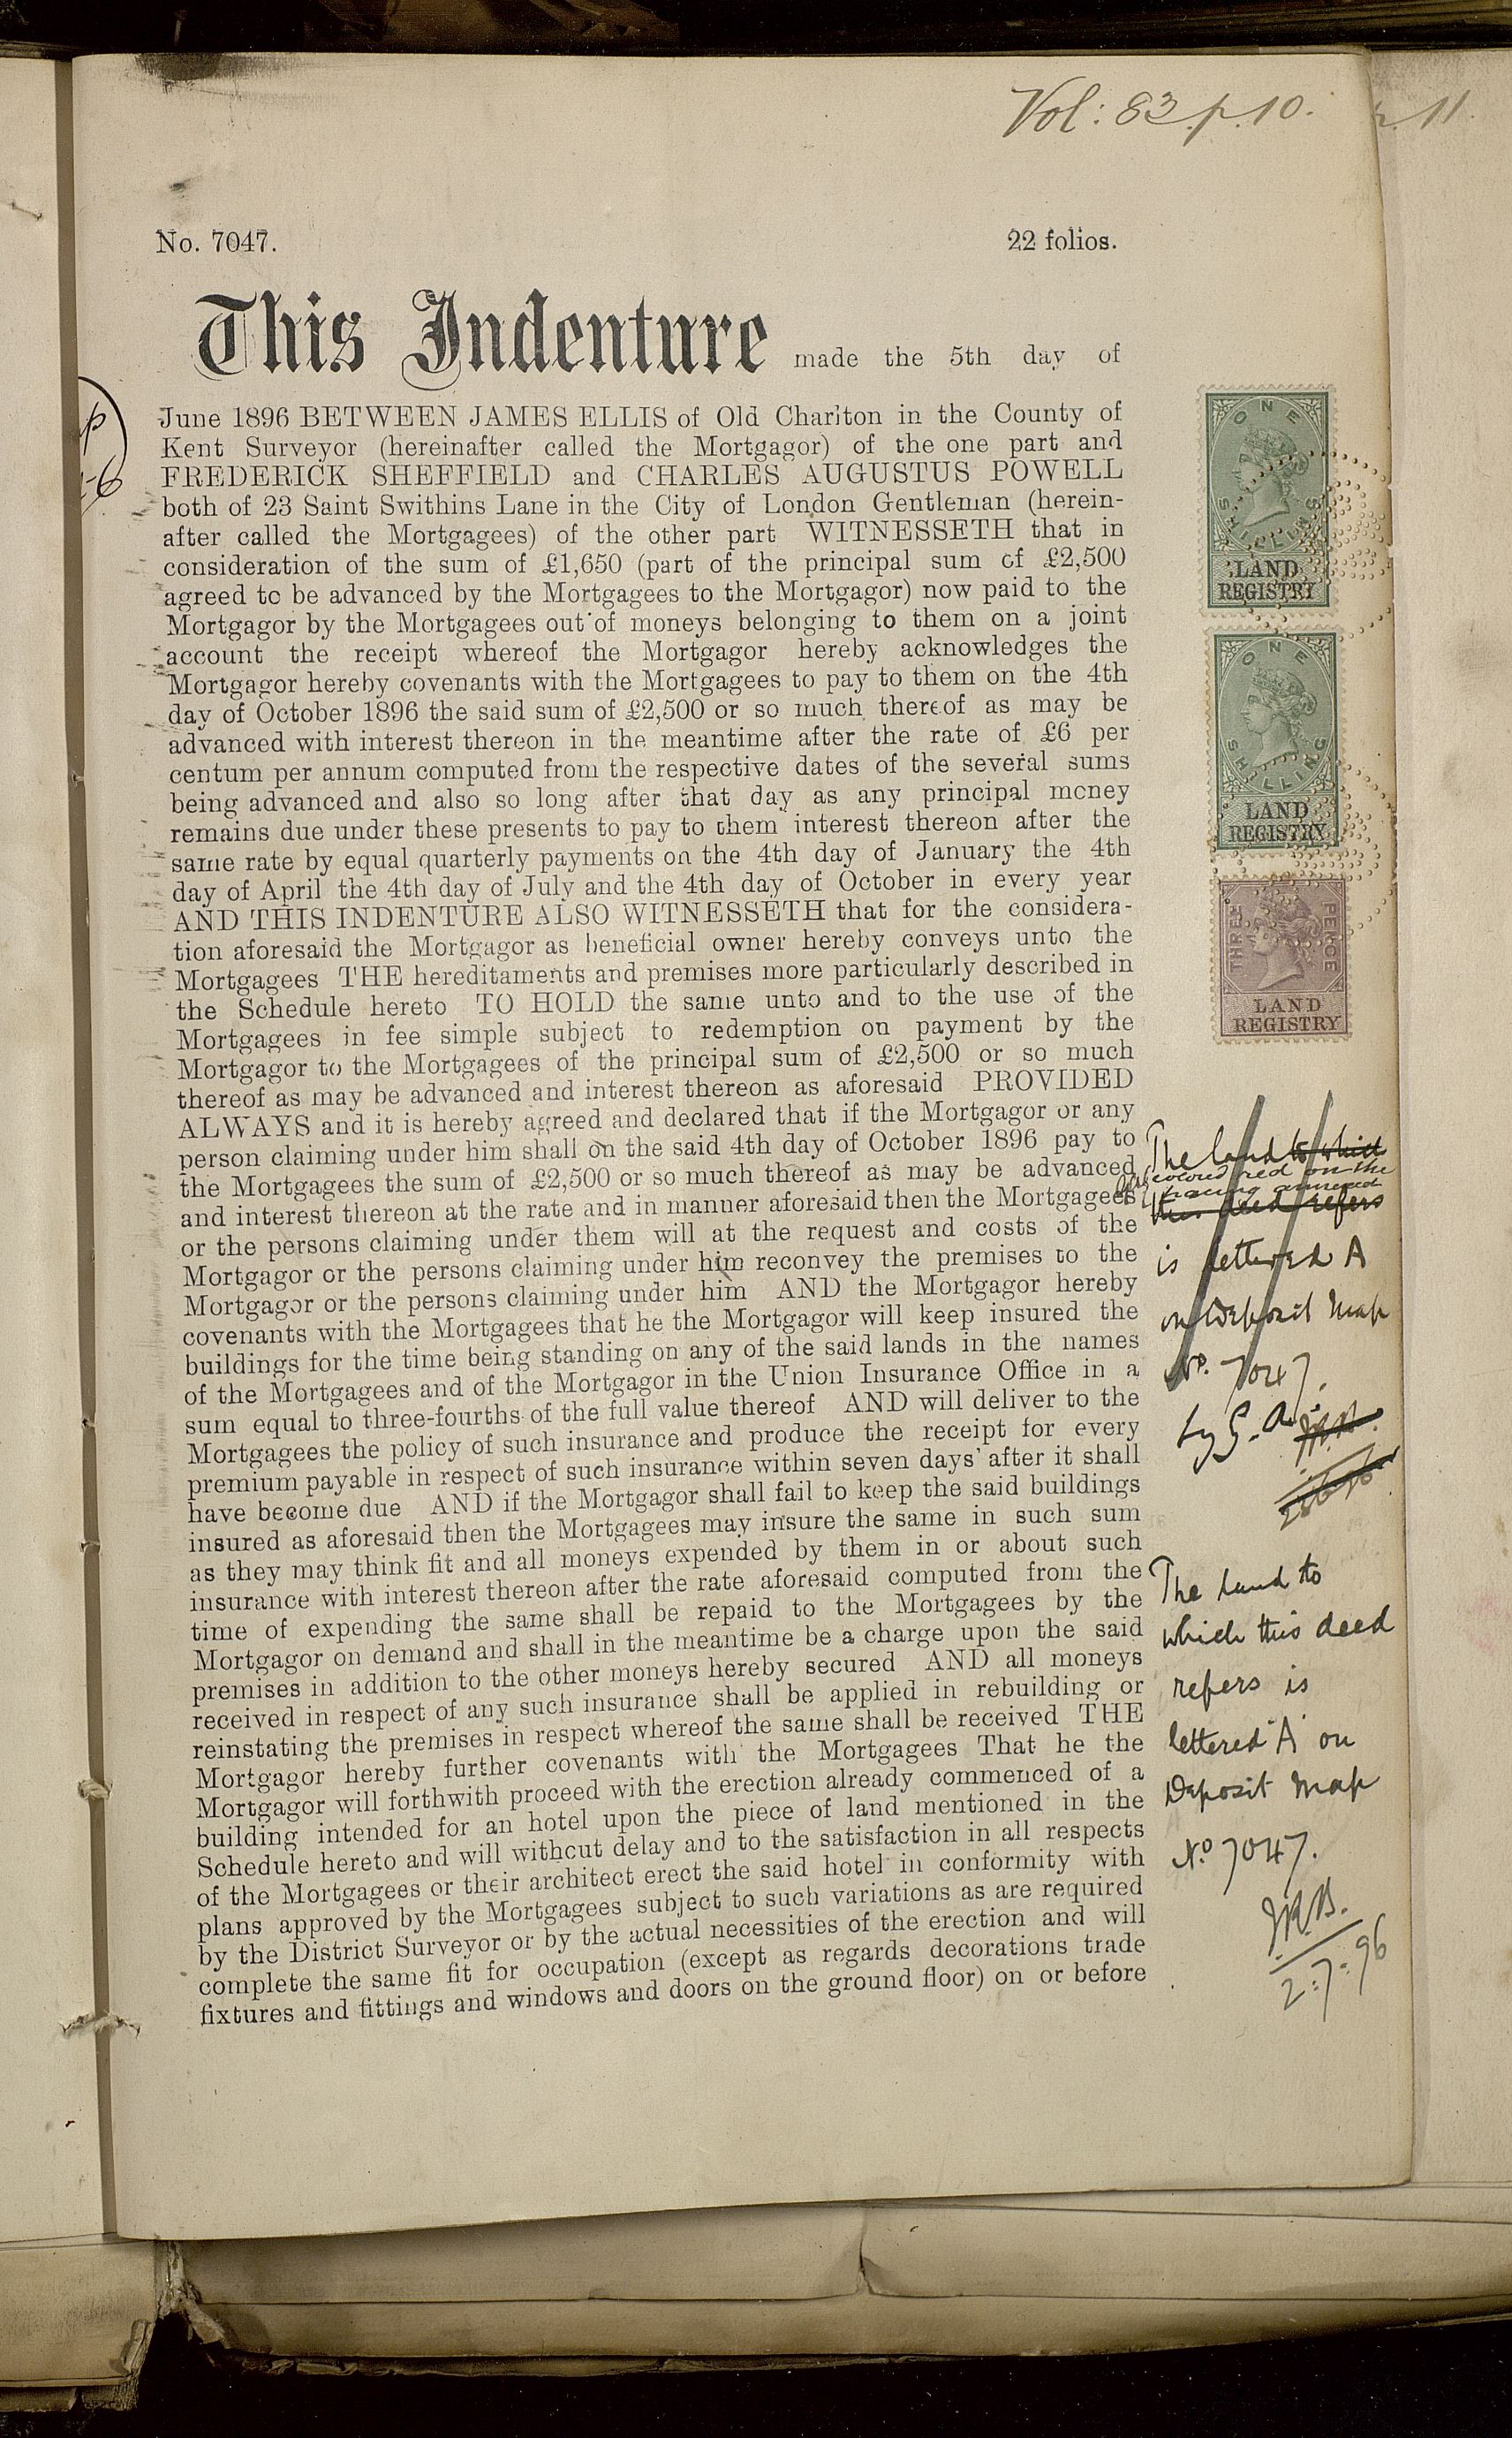 Vol: 83. p. 10.
p. 11.
No. 7047.
22 folios.
This Indenture made the 5th day of
June 1896 BETWEEN JAMES ELLIS of Old Charlton in the County of
Kent Surveyor (hereinafter called the Mortgagor) of the one part and
FREDERICK SHEFFIELD and CHARLES AUGUSTUS POWELL
both of 23 Saint Swithins Lane in the City of London Gentleman (herein-
after called the Mortgagees) of the other part WITNESSETH that in
consideration of the sum of £1,650 (part of the principal sum of £2,500
agreed to be advanced by the Mortgagees to the Mortgagor) now paid to the
Mortgagor by the Mortgagees out of moneys belonging to them on a joint
account the receipt whereof the Mortgagor hereby acknowledges the
Mortgagor hereby covenants with the Mortgagees to pay to them on the 4th
day of October 1896 the said sum of £2,500 or so much thereof as may be
advanced with interest thereon in the meantime after the rate of £6 per
centum per annum computed from the respective dates of the several sums
being advanced and also so long after that day as any principal money
remains due under these presents to pay to them interest thereon after the
same rate by equal quarterly payments on the 4th day of January the 4th
day of April the 4th day of July and the 4th day of October in every year
AND THIS INDENTURE ALSO WITNESSETH that for the considera-
tion aforesaid the Mortgagor as beneficial owner hereby conveys unto the
Mortgagees THE hereditaments and premises more particularly described in
the Schedule hereto TO HOLD the same unto and to the use of the
Mortgagees in fee simple subject to redemption on payment by the
Mortgagor to the Mortgagees of the principal sum of £2,500 or so much
thereof as may be advanced and interest thereon as aforesaid PROVIDED
ALWAYS and it is hereby agreed and declared that if the Mortgagor or any
person claiming under him shall on the said 4th day of October 1896 pay to
the Mortgagees the sum of £2,500 or so much thereof as may be advanced
and interest thereon at the rate and in manner aforesaid then the Mortgagees
or the persons claiming under them will at the request and costs of the
Mortgagor or the persons claiming under him reconvey the premises to the
Mortgagor or the persons claiming under him AND the Mortgagor hereby
covenants with the Mortgagees that he the Mortgagor will keep insured the
buildings for the time being standing on any of the said lands in the names
of the Mortgagees and of the Mortgagor in the Union Insurance Office in a
sum equal to three-fourths of the full value thereof AND will deliver to the
Mortgagees the policy of such insurance and produce the receipt for every
premium payable in respect of such insurance within seven days after it shall
have become due AND if the Mortgagor shall fail to keep the said buildings
insured as aforesaid then the Mortgagees may insure the same in such sum
as they may think fit and all moneys expended by them in or about such
insurance with interest thereon after the rate aforesaid computed from the
time of expending the same shall be repaid to the Mortgagees by the
Mortgagor on demand and shall in the meantime be a charge upon the said
premises in addition to the other moneys hereby secured AND all moneys
received in respect of any such insurance shall be applied in rebuilding or
reinstating the premises in respect whereof the same shall be received THE
Mortgagor hereby further covenants with the Mortgagees That he the
Mortgagor will forthwith proceed with the erection already commenced of a
building intended for an hotel upon the piece of land mentioned in the
Schedule hereto and will without delay and to the satisfaction in all respects
of the Mortgagees or their architect erect the said hotel in conformity with
plans approved by the Mortgagees subject to such variations as are required
by the District Surveyor or by the actual necessities of the erection and will
complete the same fit for occupation (except as regards decorations trade
fixtures and fittings and windows and doors on the ground floor) on or before
ONE
SHILLING
LAND
REGISTRY
ONE
SHILLING
LAND
REGISTRY
THREE
PENCE
LAND
REGISTRY
The land to which
coloured red on the
tracing annexed
this deed refers
is lettered A
on Deposit Map
No. 7047.
The land to
which this deed
refers is
lettered "A" on
Deposit Map
No. 7047.
J.R.B.
2.7.96